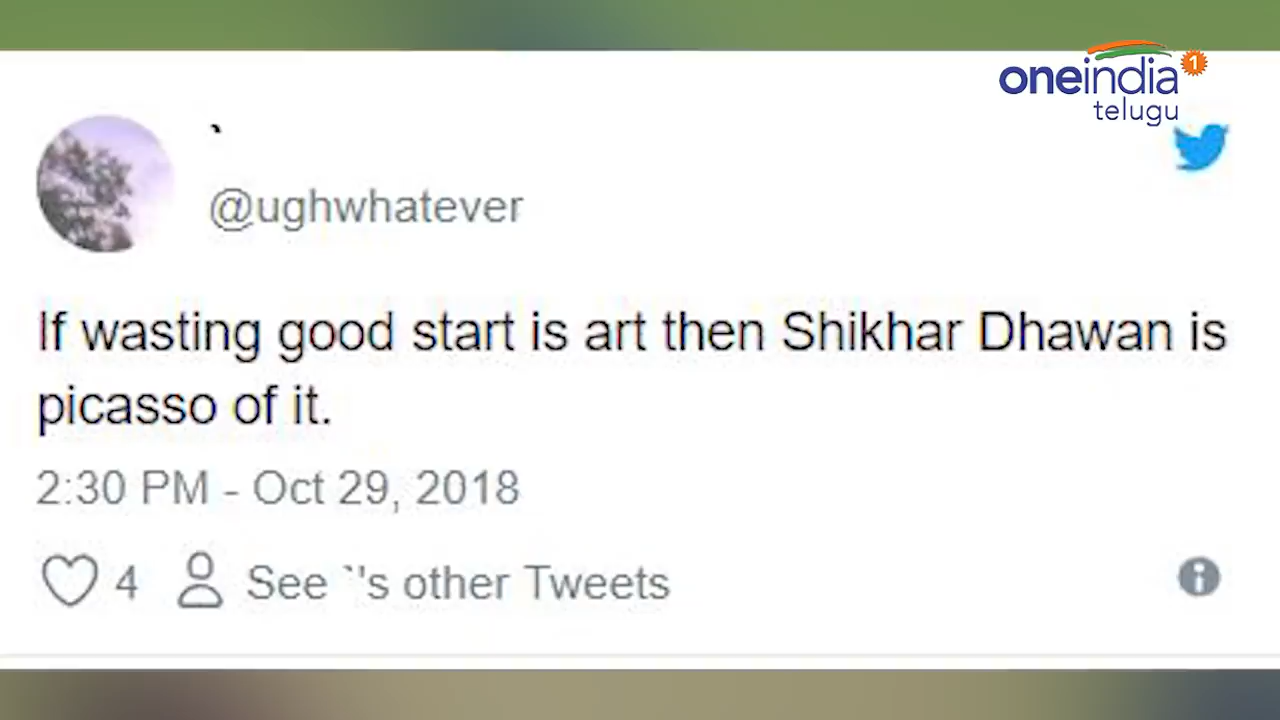 oneindia 1
telugu
`
@ughwhatever
If wasting good start is art then Shikhar Dhawan is
picasso of it.
2:30 PM - Oct 29, 2018
4 See `'s other Tweets